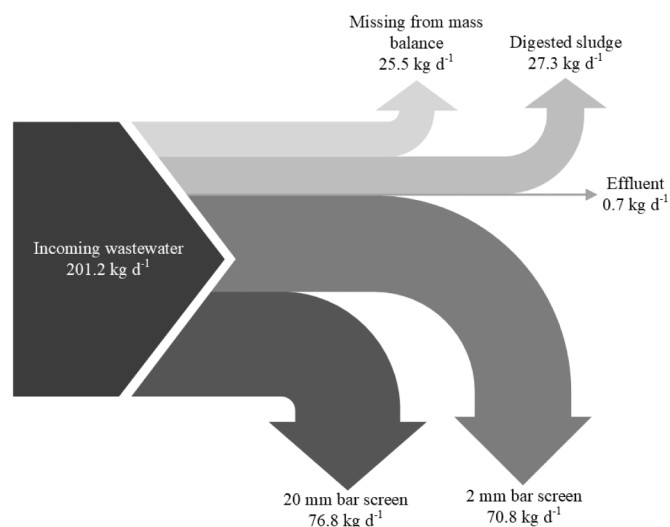 Missing from mass
balance
25.5 kg d⁻¹
Digested sludge
27.3 kg d⁻¹
Effluent
0.7 kg d⁻¹
Incoming wastewater
201.2 kg d⁻¹
20 mm bar screen
76.8 kg d⁻¹
2 mm bar screen
70.8 kg d⁻¹